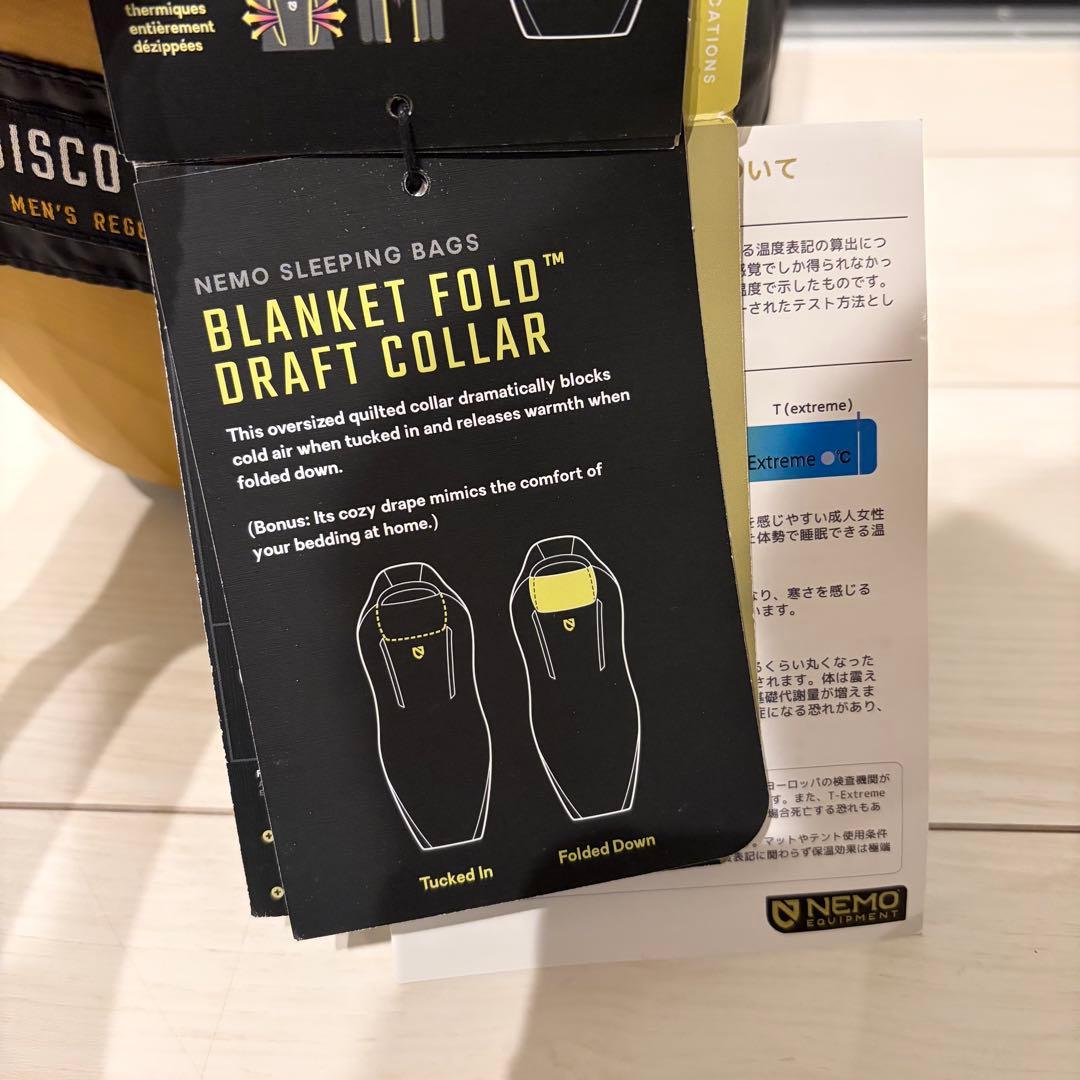 thermiques
entièrement
dézippées
CATIONS
MEN'S
NEMO SLEEPING BAGS
BLANKET FOLD™
DRAFT COLLAR
This oversized quilted collar dramatically blocks
cold air when tucked in and releases warmth when
folded down.
(Bonus: Its cozy drape mimics the comfort of
your bedding at home.)
Tucked In
Folded Down
いて
る温度表記の算出につ
感覚でしか得られなかっ
温度で示したものです。
されたテスト方法とし
T (extreme)
Extreme ℃
を感じやすい成人女性
体勢で睡眠できる温
なり、寒さを感じる
います。
るくらい丸くなった
されます。体は震え
基礎代謝量が増えま
症になる恐れがあり、
ヨーロッパの検査機関が
す。また、T-Extreme
場合死亡する恐れもあ
。マットやテント使用条件
表記に関わらず保温効果は極端
NEMO
EQUIPMENT